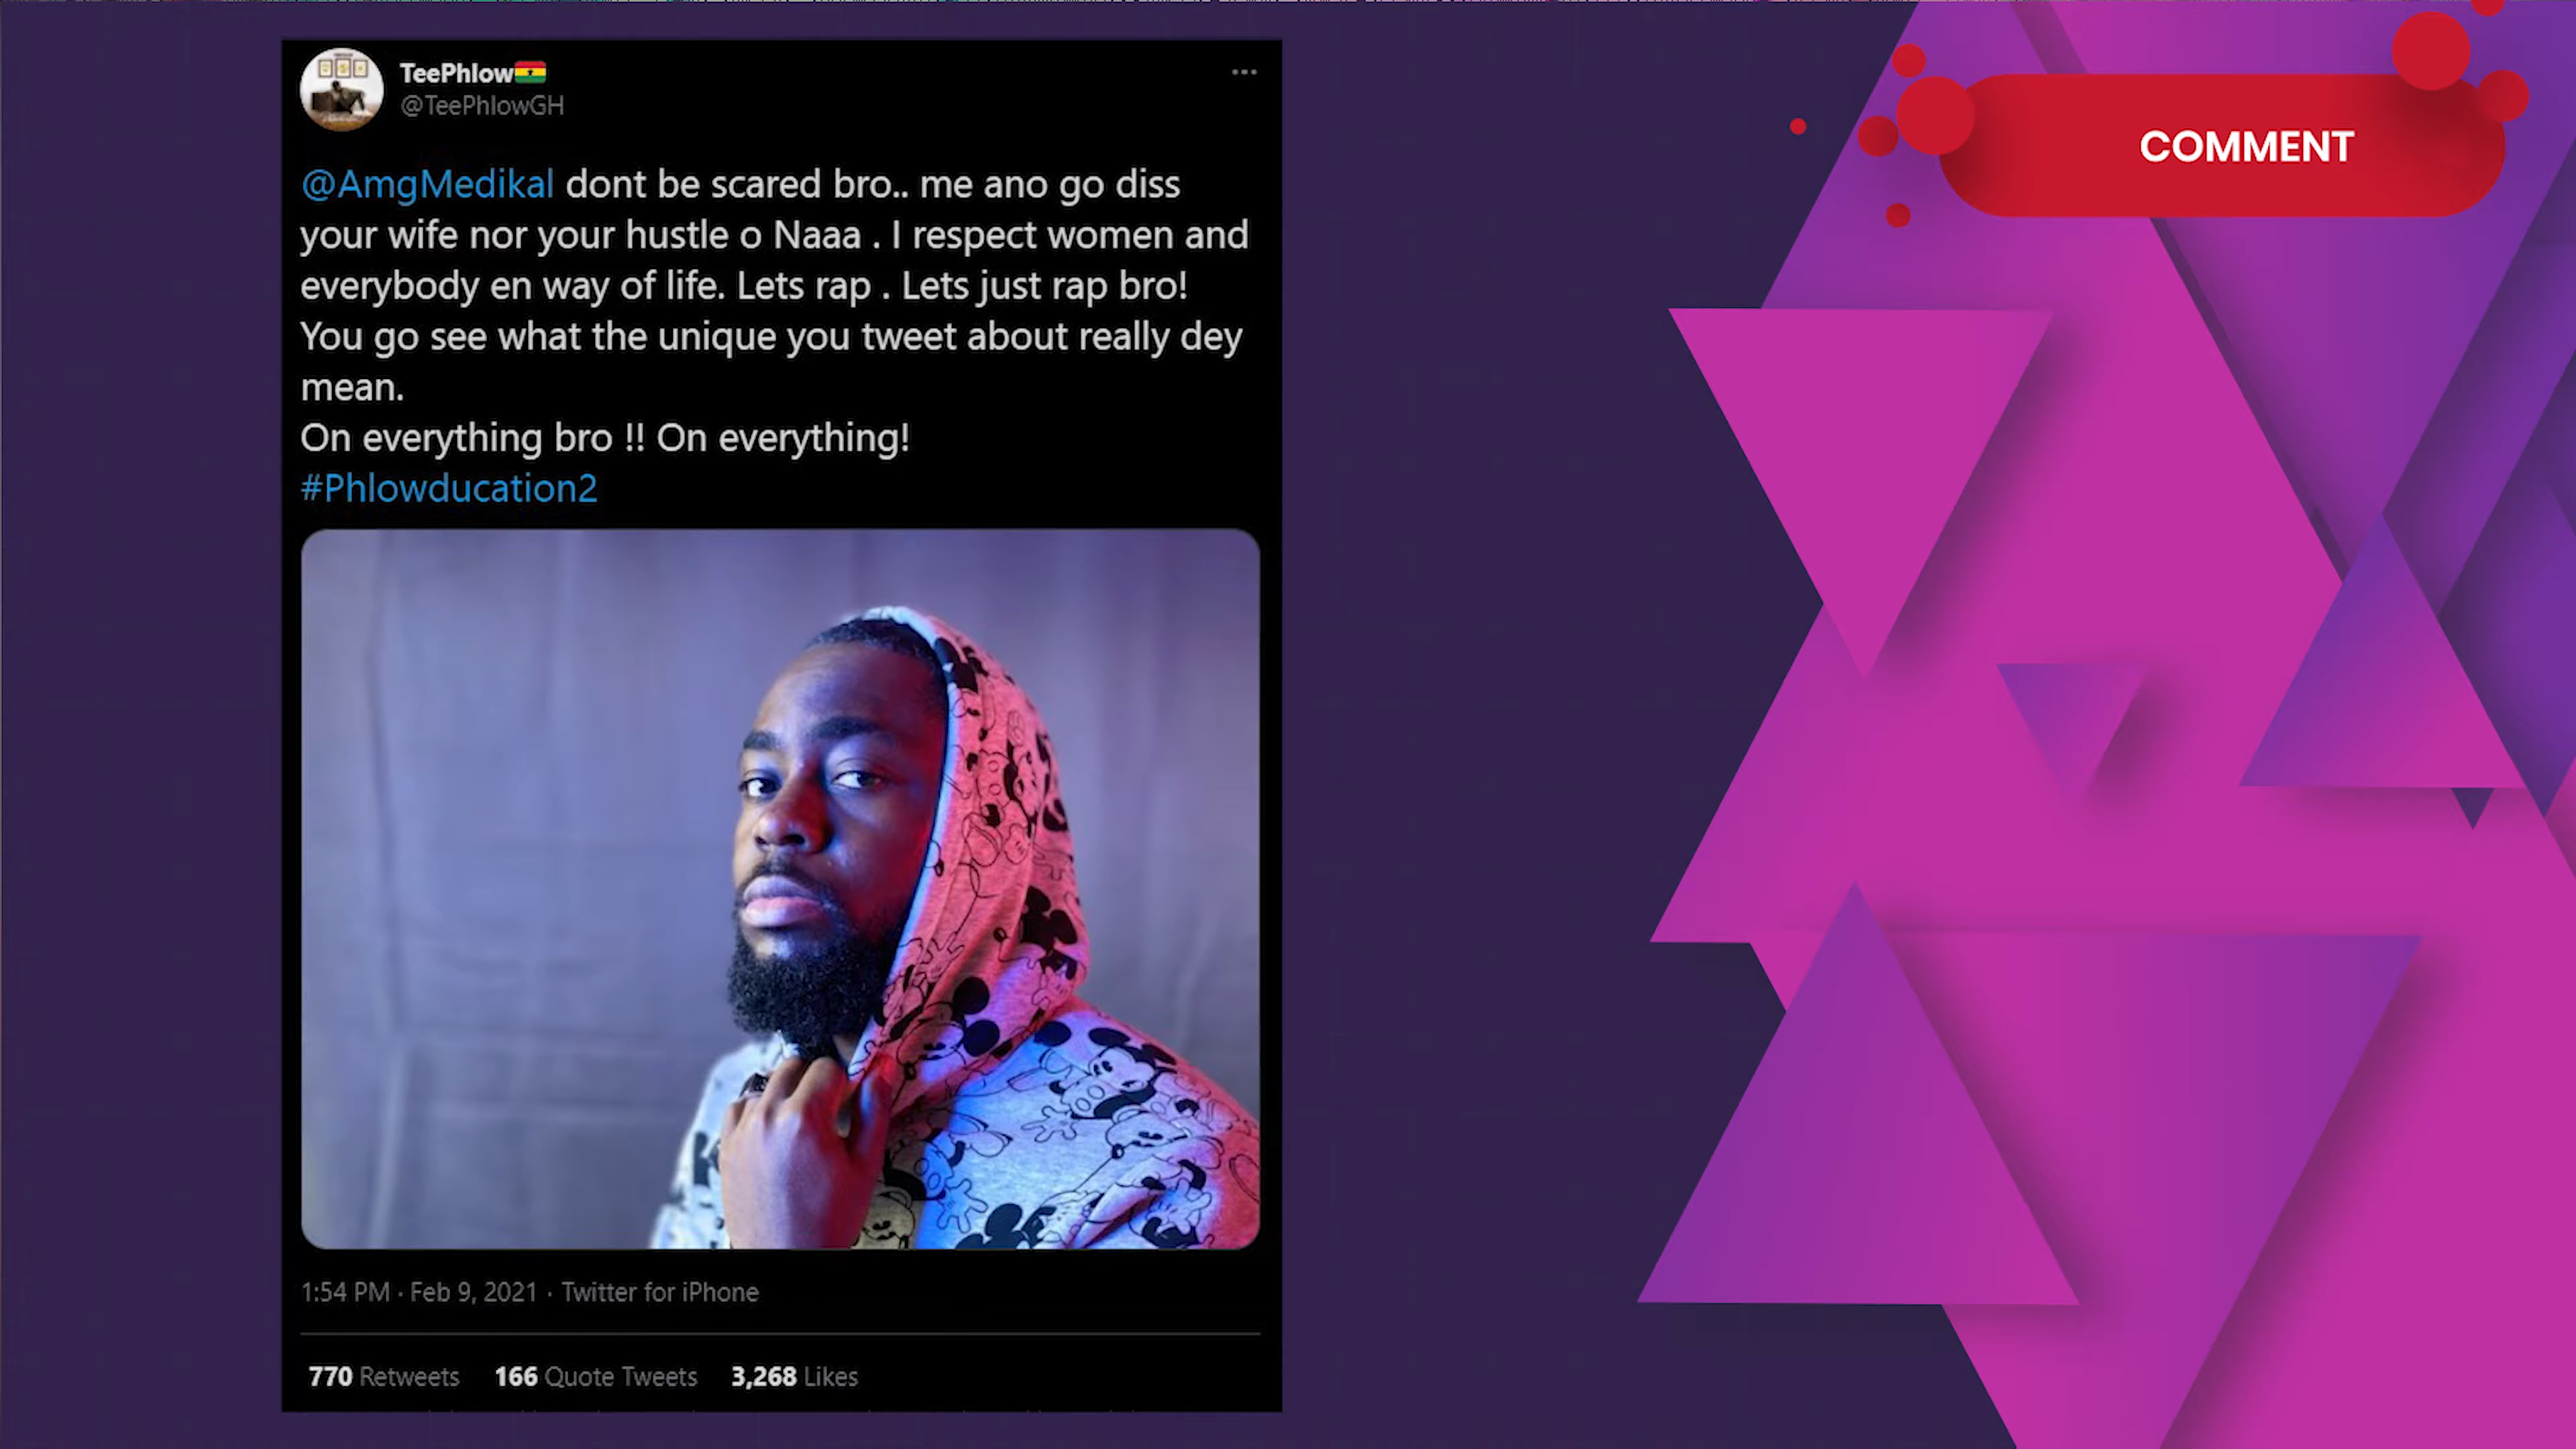 TeePhlow
@TeePhlowGH
@AmgMedikal dont be scared bro.. me ano go diss
your wife nor your hustle o Naaa . I respect women and
everybody en way of life. Lets rap . Lets just rap bro!
You go see what the unique you tweet about really dey
mean.
On everything bro !! On everything!
#Phlowducation2
1:54 PM · Feb 9, 2021 · Twitter for iPhone
770 Retweets 166 Quote Tweets 3,268 Likes
COMMENT